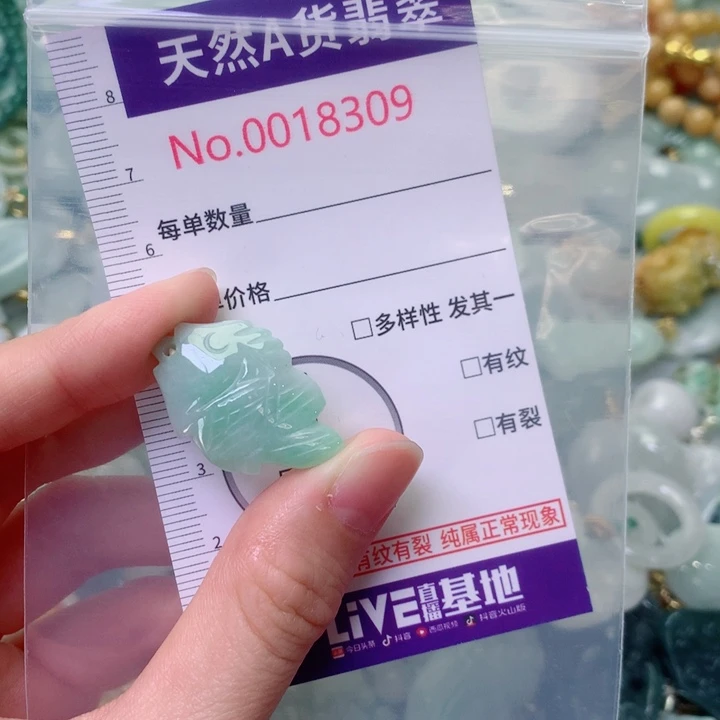 天然A货翡翠
8
No.0018309
7
每单数量
6
价格
□多样性 发其一
□有纹
□有裂
3
2
有纹有裂 纯属正常现象
LiVE直播基地
今日头条 抖音 西瓜视频 抖音火山版